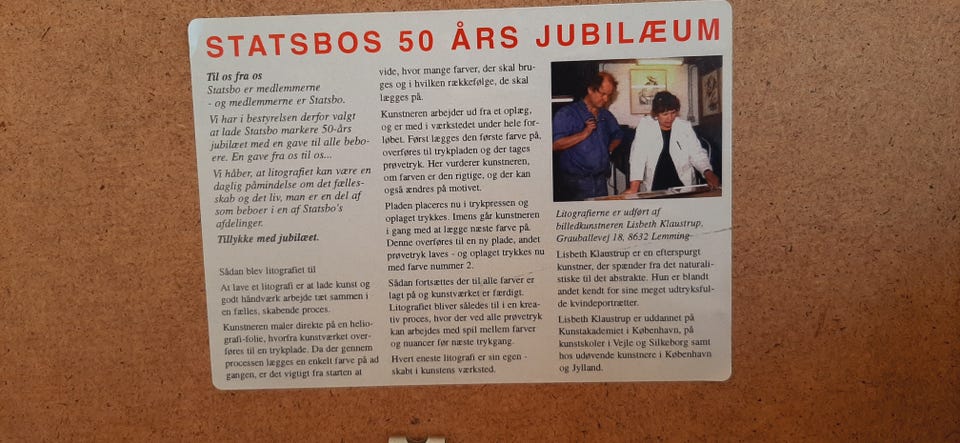 STATSBOS 50 ÅRS JUBILÆUM
Til os fra os
Statsbo er medlemmerne
- og medlemmerne er Statsbo.
Vi har i bestyrelsen derfor valgt
at lade Statsbo markere 50-års
jubilæet med en gave til alle bebo-
ere. En gave fra os til os...
Vi håber, at litografiet kan være en
daglig påmindelse om det fælles-
skab og det liv, man er en del af
som beboer i en af Statsbo's
afdelinger.
Tillykke med jubilæet.
Sådan blev litografiet til
At lave et litografi er at lade kunst og
godt håndværk arbejde tæt sammen i
en fælles, skabende proces.
Kunstneren maler direkte på en helio-
grafi-folie, hvorfra kunstværket over-
føres til en trykplade. Da der gennem
processen lægges en enkelt farve på ad
gangen, er det vigtigt fra starten at
vide, hvor mange farver, der skal bru-
ges og i hvilken rækkefølge, de skal
lægges på.
Kunstneren arbejder ud fra et oplæg,
og er med i værkstedet under hele for-
løbet. Først lægges den første farve på,
overføres til trykpladen og der tages
prøvetryk. Her vurderer kunstneren,
om farven er den rigtige, og der kan
også ændres på motivet.
Pladen placeres nu i trykpressen og
oplaget trykkes. Imens går kunstneren
i gang med at lægge næste farve på.
Denne overføres til en ny plade, andet
prøvetryk laves - og oplaget trykkes nu
med farve nummer 2.
Sådan fortsættes der til alle farver er
lagt på og kunstværket er færdigt.
Litografiet bliver således til i en krea-
tiv proces, hvor der ved alle prøvetryk
kan arbejdes med spil mellem farver
og nuancer før næste trykgang.
Hvert eneste litografi er sin egen -
skabt i kunstens værksted.
Litografierne er udført af
billedkunstneren Lisbeth Klaustrup,
Grauballevej 18, 8632 Lemming
Lisbeth Klaustrup er en efterspurgt
kunstner, der spænder fra det naturali-
stiske til det abstrakte. Hun er blandt
andet kendt for sine meget udtryksful-
de kvindeportrætter.
Lisbeth Klaustrup er uddannet på
Kunstakademiet i København, på
kunstskoler i Vejle og Silkeborg samt
hos udøvende kunstnere i København
og Jylland.